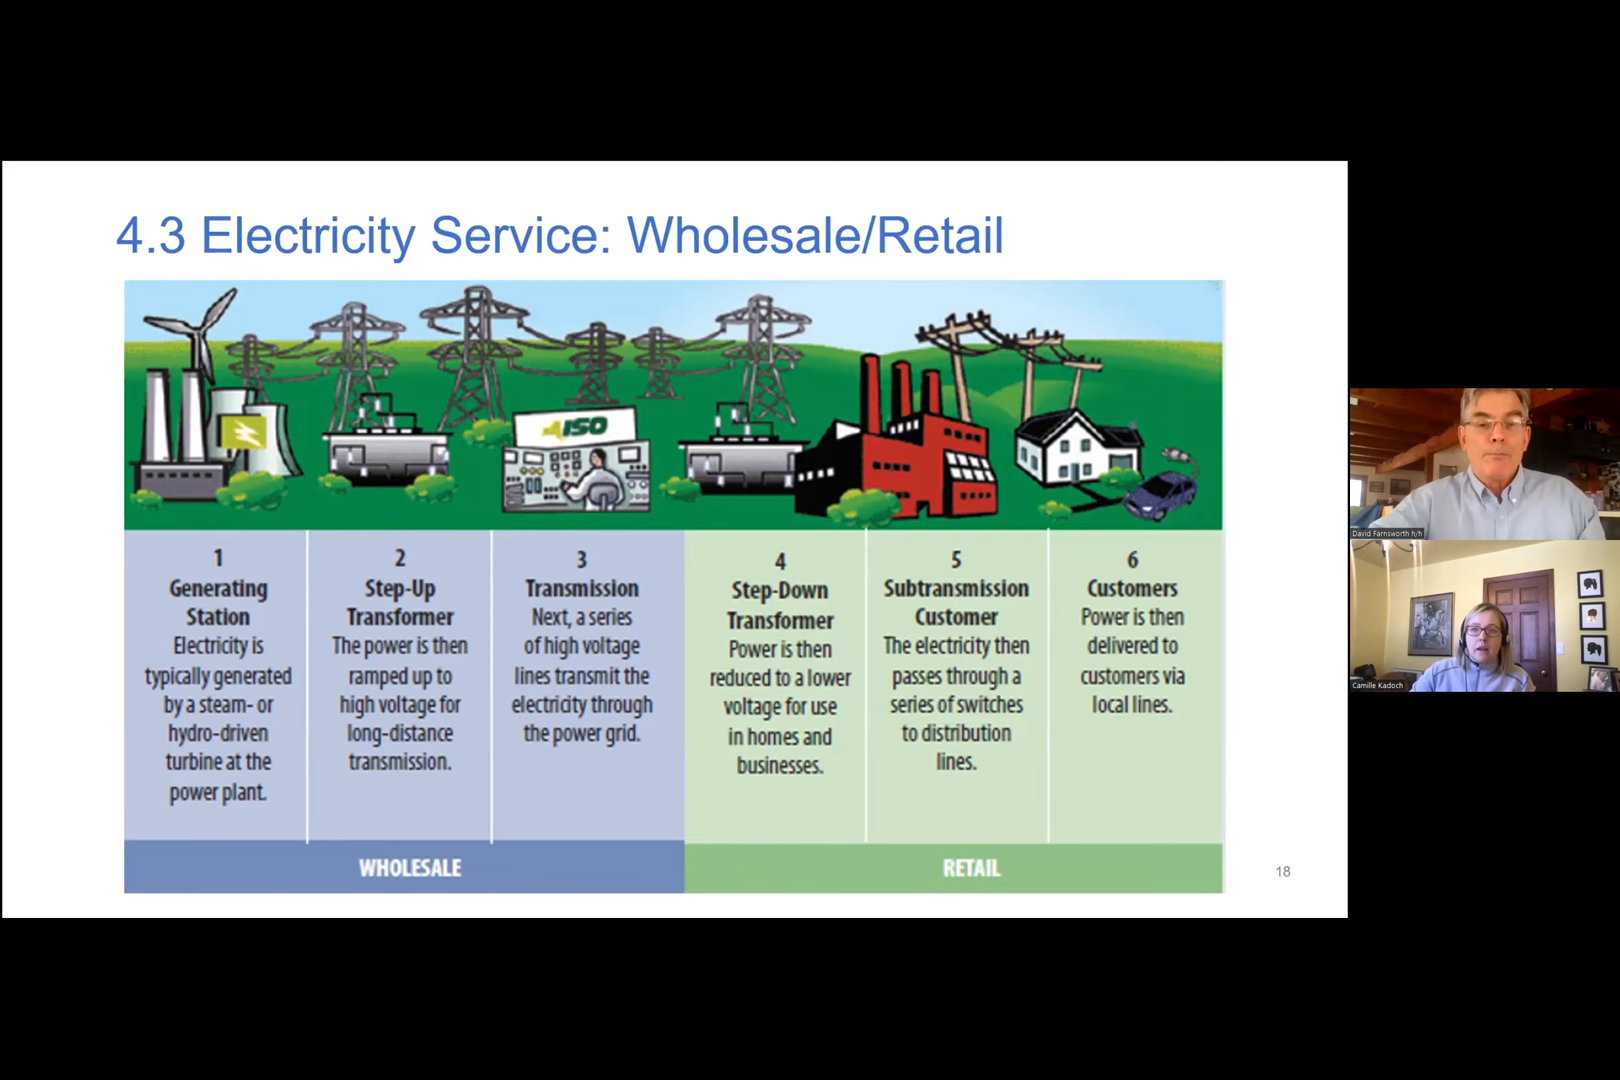 4.3 Electricity Service: Wholesale/Retail
ISO
1
Generating
Station
Electricity is
typically generated
by a steam- or
hydro-driven
turbine at the
power plant.
2
Step-Up
Transformer
The power is then
ramped up to
high voltage for
long-distance
transmission.
3
Transmission
Next, a series
of high voltage
lines transmit the
electricity through
the power grid.
4
Step-Down
Transformer
Power is then
reduced to a lower
voltage for use
in homes and
businesses.
5
Subtransmission
Customer
The electricity then
passes through a
series of switches
to distribution
lines.
6
Customers
Power is then
delivered to
customers via
local lines.
WHOLESALE
RETAIL
18
David Farnsworth h/h
Camille Kadoch